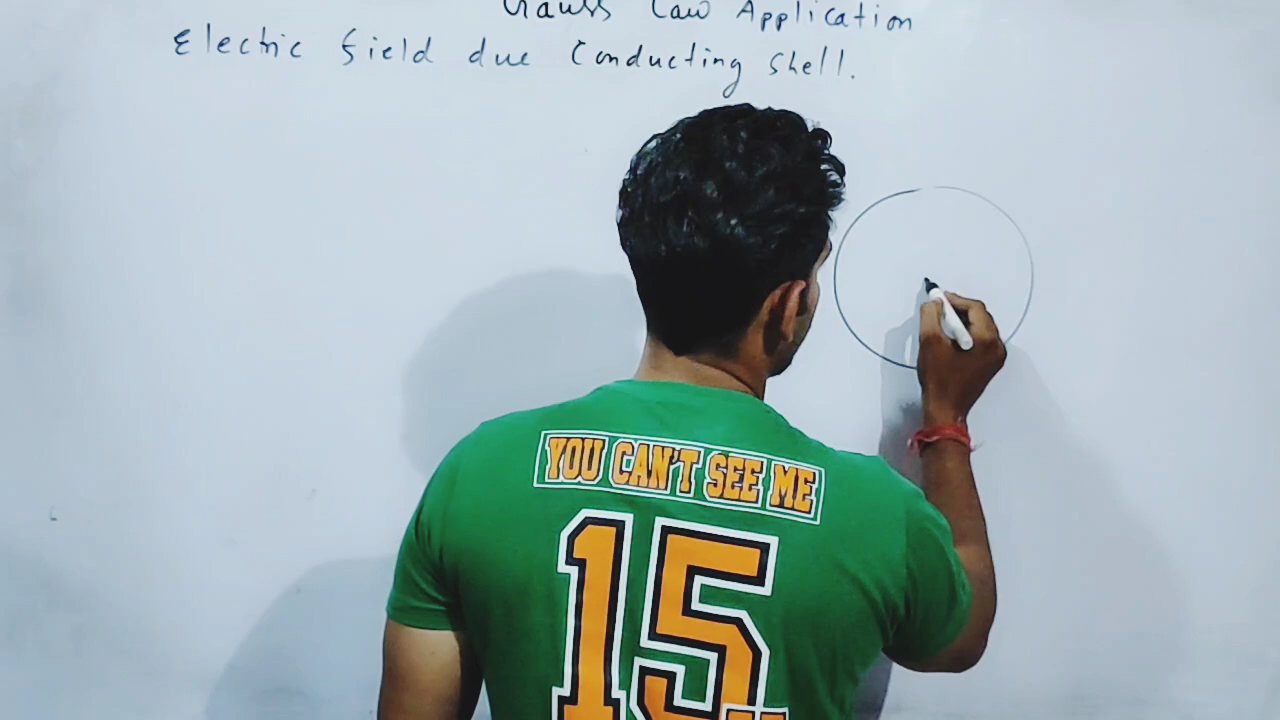 Gauss Law Application
Electric field due Conducting Shell.
YOU CAN'T SEE ME
15